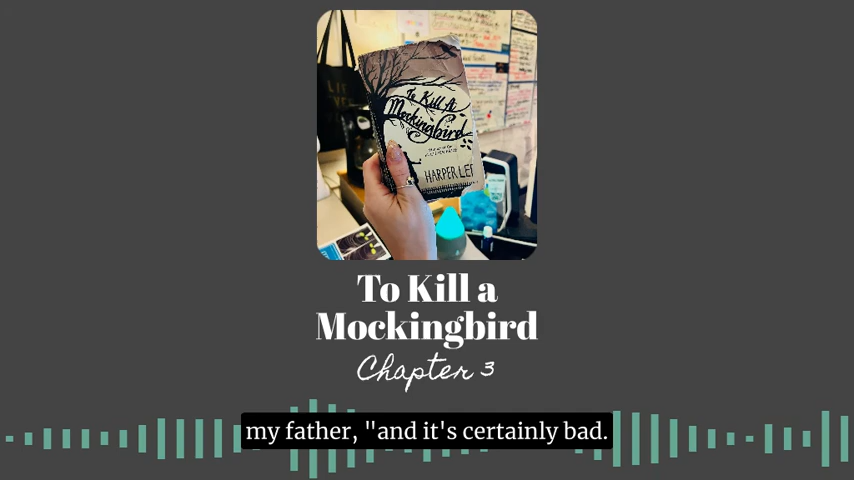 To Kill A
Mockingbird
HARPER LEE
To Kill a
Mockingbird
Chapter 3
my father, "and it's certainly bad.